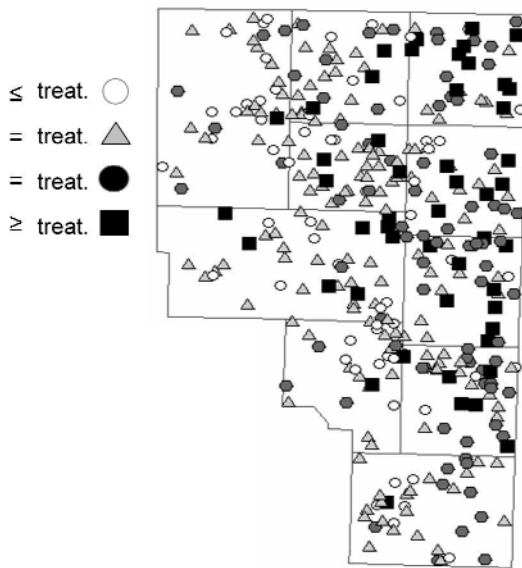 ≤ treat.
= treat.
= treat.
≥ treat.